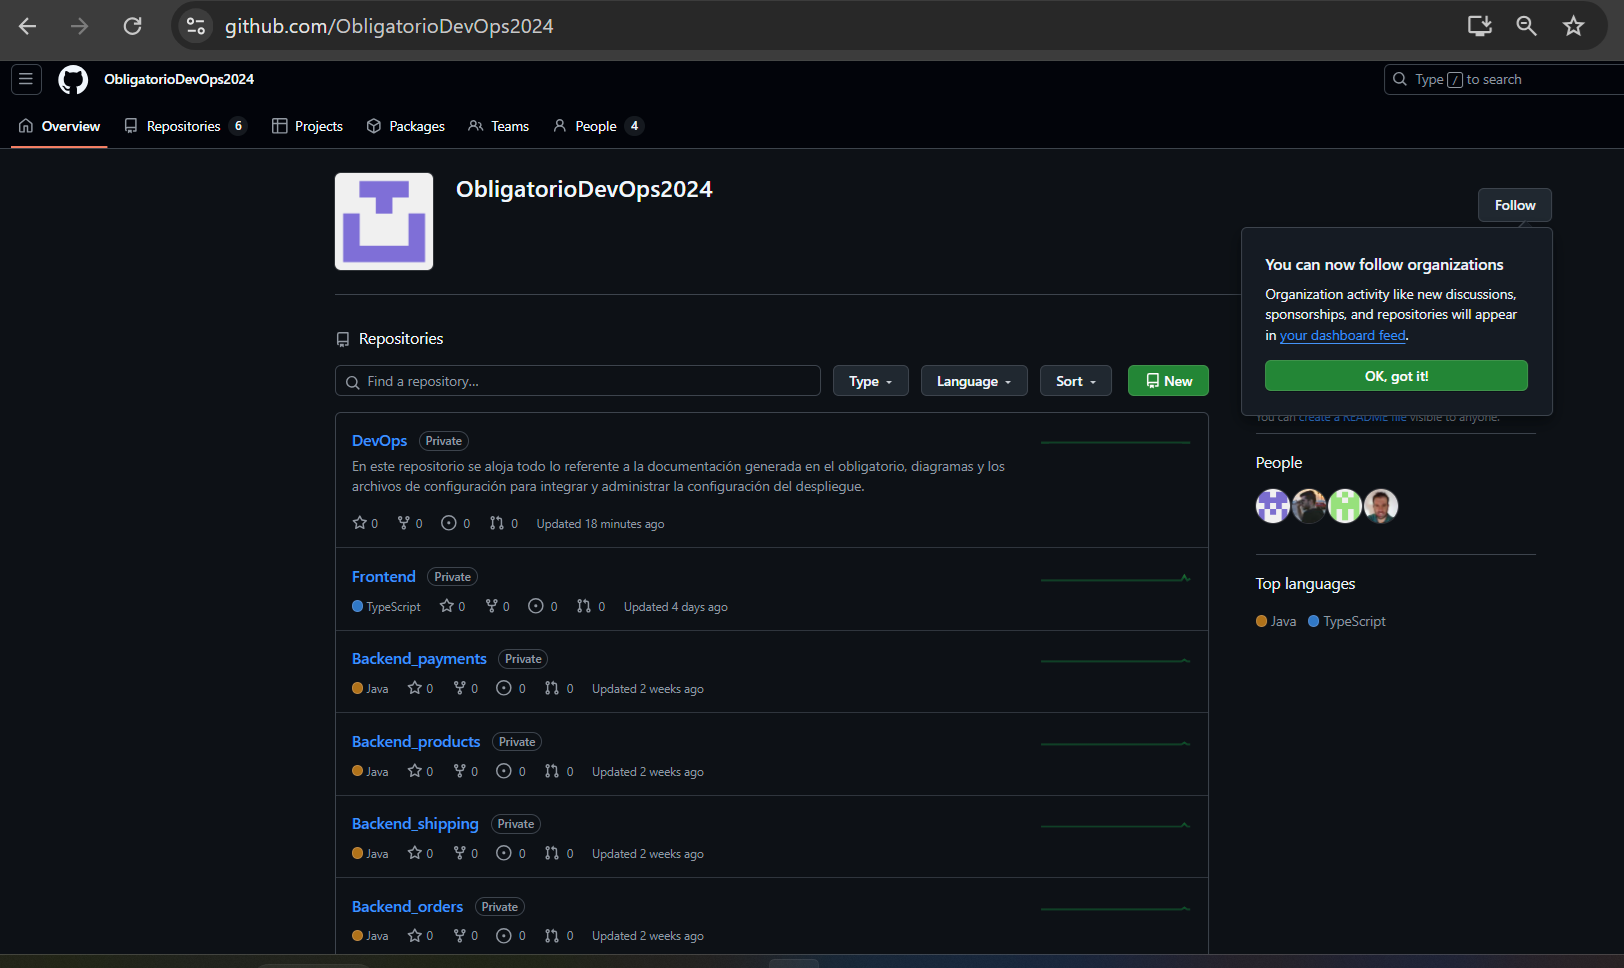 github.com/ObligatorioDevOps2024
ObligatorioDevOps2024
Type / to search
Overview Repositories 6 Projects Packages Teams People 4
ObligatorioDevOps2024
Follow
You can now follow organizations
Organization activity like new discussions,
sponsorships, and repositories will appear
in your dashboard feed.
OK, got it!
Repositories
Find a repository...
Type Language Sort New
You can create a README file visible to anyone.
DevOps Private
En este repositorio se aloja todo lo referente a la documentación generada en el obligatorio, diagramas y los
archivos de configuración para integrar y administrar la configuración del despliegue.
0 0 0 0 Updated 18 minutes ago
Frontend Private
TypeScript 0 0 0 0 Updated 4 days ago
Backend_payments Private
Java 0 0 0 0 Updated 2 weeks ago
Backend_products Private
Java 0 0 0 0 Updated 2 weeks ago
Backend_shipping Private
Java 0 0 0 0 Updated 2 weeks ago
Backend_orders Private
Java 0 0 0 0 Updated 2 weeks ago
People
Top languages
Java TypeScript